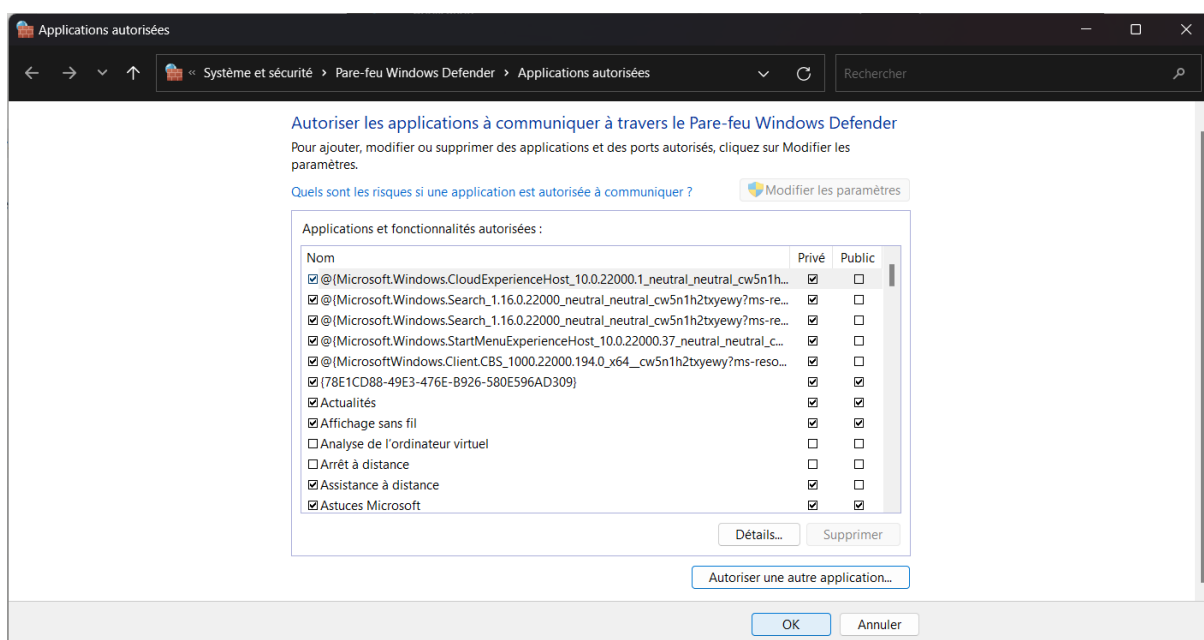 Applications autorisées
« Système et sécurité > Pare-feu Windows Defender > Applications autorisées
Rechercher
Autoriser les applications à communiquer à travers le Pare-feu Windows Defender
Pour ajouter, modifier ou supprimer des applications et des ports autorisés, cliquez sur Modifier les
paramètres.
Quels sont les risques si une application est autorisée à communiquer ?
Modifier les paramètres
Applications et fonctionnalités autorisées :
Nom Privé Public
@{Microsoft.Windows.CloudExperienceHost_10.0.22000.1_neutral_neutral_cw5n1h...
@{Microsoft.Windows.Search_1.16.0.22000_neutral_neutral_cw5n1h2txyewy?ms-re...
@{Microsoft.Windows.Search_1.16.0.22000_neutral_neutral_cw5n1h2txyewy?ms-re...
@{Microsoft.Windows.StartMenuExperienceHost_10.0.22000.37_neutral_neutral_c...
@{MicrosoftWindows.Client.CBS_1000.22000.194.0_x64__cw5n1h2txyewy?ms-reso...
{78E1CD88-49E3-476E-B926-580E596AD309}
Actualités
Affichage sans fil
Analyse de l'ordinateur virtuel
Arrêt à distance
Assistance à distance
Astuces Microsoft
Détails... Supprimer
Autoriser une autre application...
OK Annuler